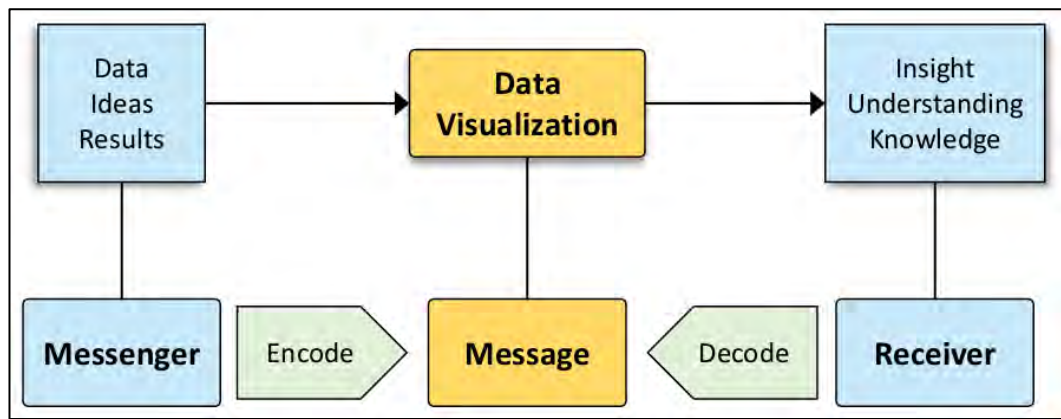 Data
Ideas
Results
Data
Visualization
Insight
Understanding
Knowledge
Messenger
Encode
Message
Decode
Receiver